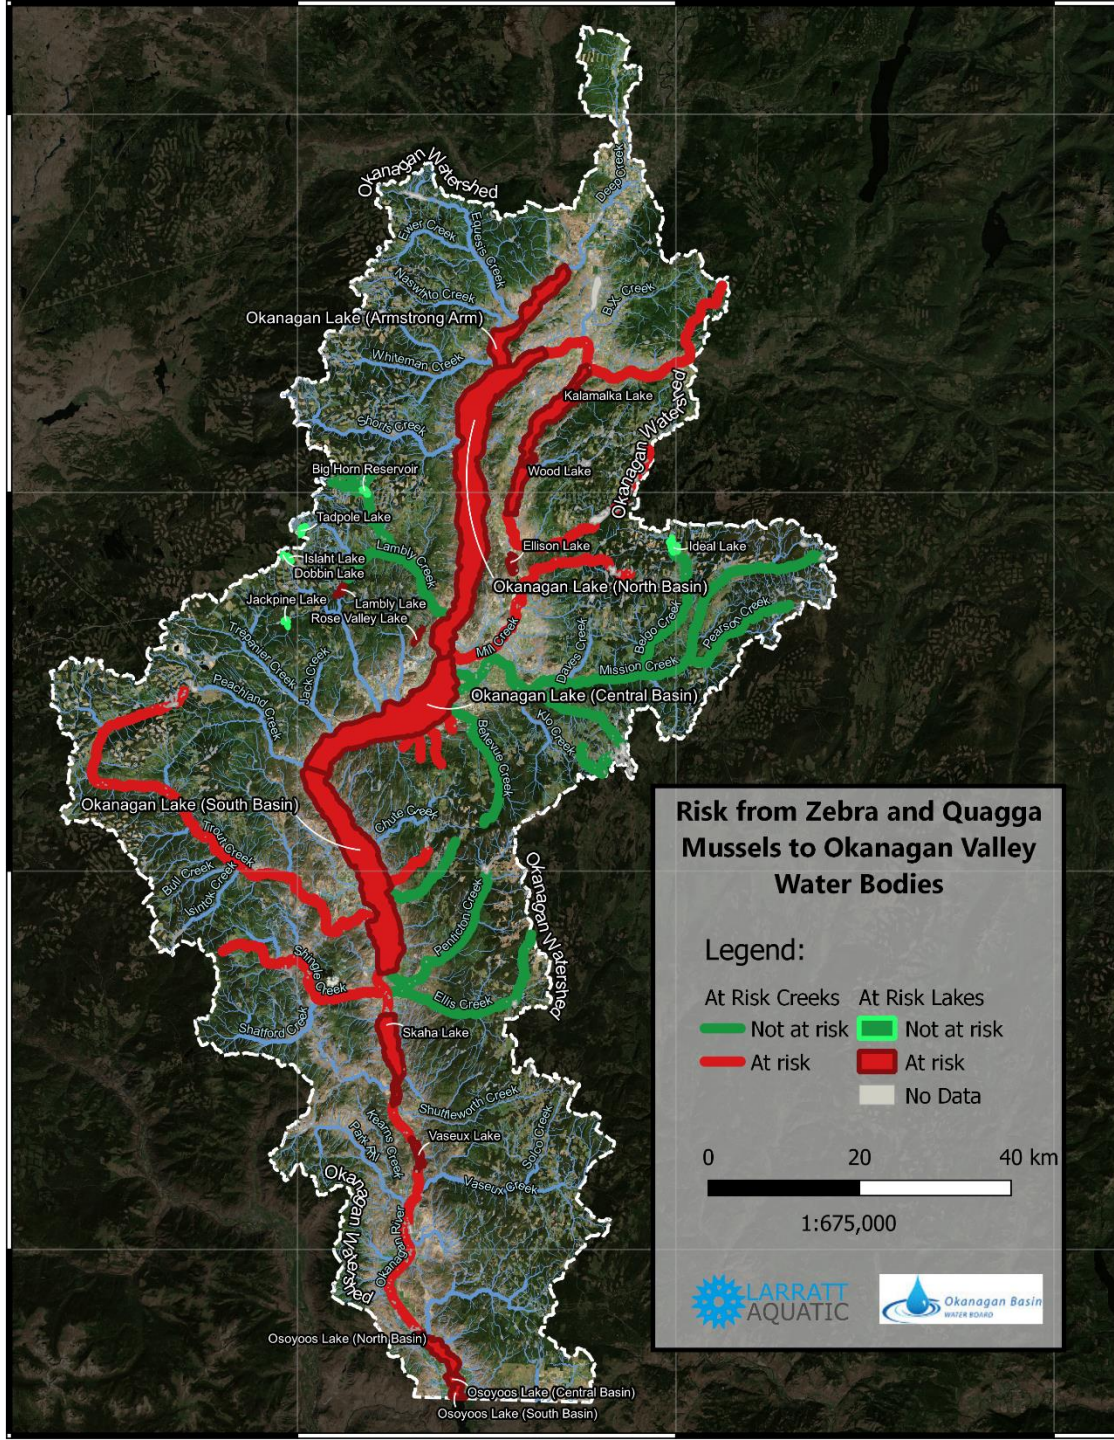 Okanagan Watershed
Deep Creek
Ewer Creek
Equesis Creek
Naswhito Creek
B.X. Creek
Okanagan Lake (Armstrong Arm)
Whiteman Creek
Kalamalka Lake
Okanagan Watershed
Shorts Creek
Big Horn Reservoir
Wood Lake
Tadpole Lake
Ellison Lake
Ideal Lake
Lambly Creek
Islaht Lake
Dobbin Lake
Okanagan Lake (North Basin)
Jackpine Lake
Lambly Lake
Rose Valley Lake
Pearson Creek
Belgo Creek
Trepenier Creek
Mill Creek
Daves Creek
Jack Creek
Mission Creek
Peachland Creek
Okanagan Lake (Central Basin)
Klo Creek
Bellevue Creek
Okanagan Lake (South Basin)
Chute Creek
Trout Creek
Bull Creek
Isintok Creek
Okanagan Watershed
Penticton Creek
Shingle Creek
Ellis Creek
Shatford Creek
Skaha Lake
Shuttleworth Creek
Kearns Creek
Park Rill
Vaseux Lake
Solco Creek
Vaseux Creek
Okanagan Watershed
Okanagan River
Osoyoos Lake (North Basin)
Osoyoos Lake (Central Basin)
Osoyoos Lake (South Basin)
Risk from Zebra and Quagga
Mussels to Okanagan Valley
Water Bodies
Legend:
At Risk Creeks At Risk Lakes
Not at risk Not at risk
At risk At risk
No Data
0 20 40 km
1:675,000
LARRATT
AQUATIC
Okanagan Basin
WATER BOARD